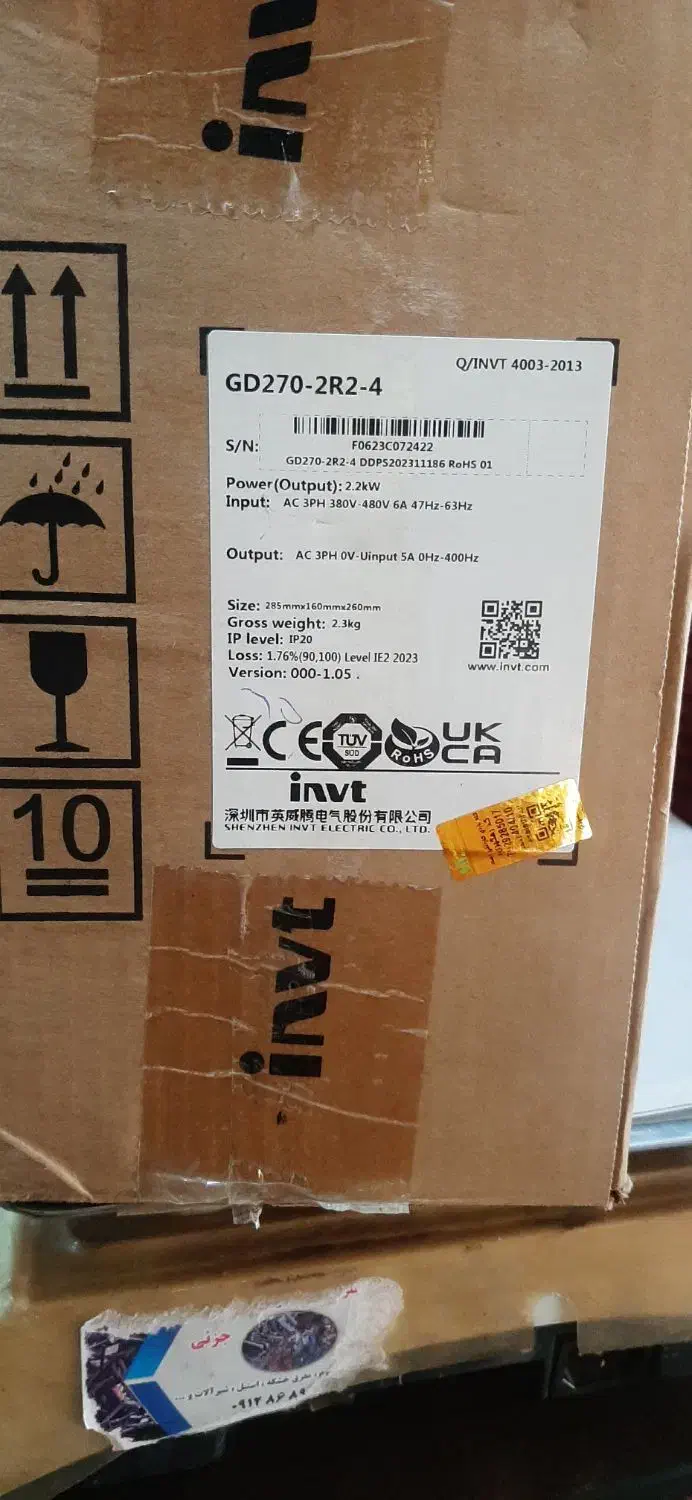 invt
Q/INVT 4003-2013
GD270-2R2-4
S/N:
F0623C072422
GD270-2R2-4 DDPS202311186 RoHS 01
Power(Output): 2.2kW
Input: AC 3PH 380V-480V 6A 47Hz-63Hz
Output: AC 3PH 0V-Uinput 5A 0Hz-400Hz
Size: 285mmx160mmx260mm
Gross weight: 2.3kg
IP level: IP20
Loss: 1.76%(90,100) Level IE2 2023
Version: 000-1.05 .
www.invt.com
CE
TUV
SUD
RoHS
UK
CA
invt
深圳市英威腾电气股份有限公司
SHENZHEN INVT ELECTRIC CO., LTD.
10
invt
جزئی